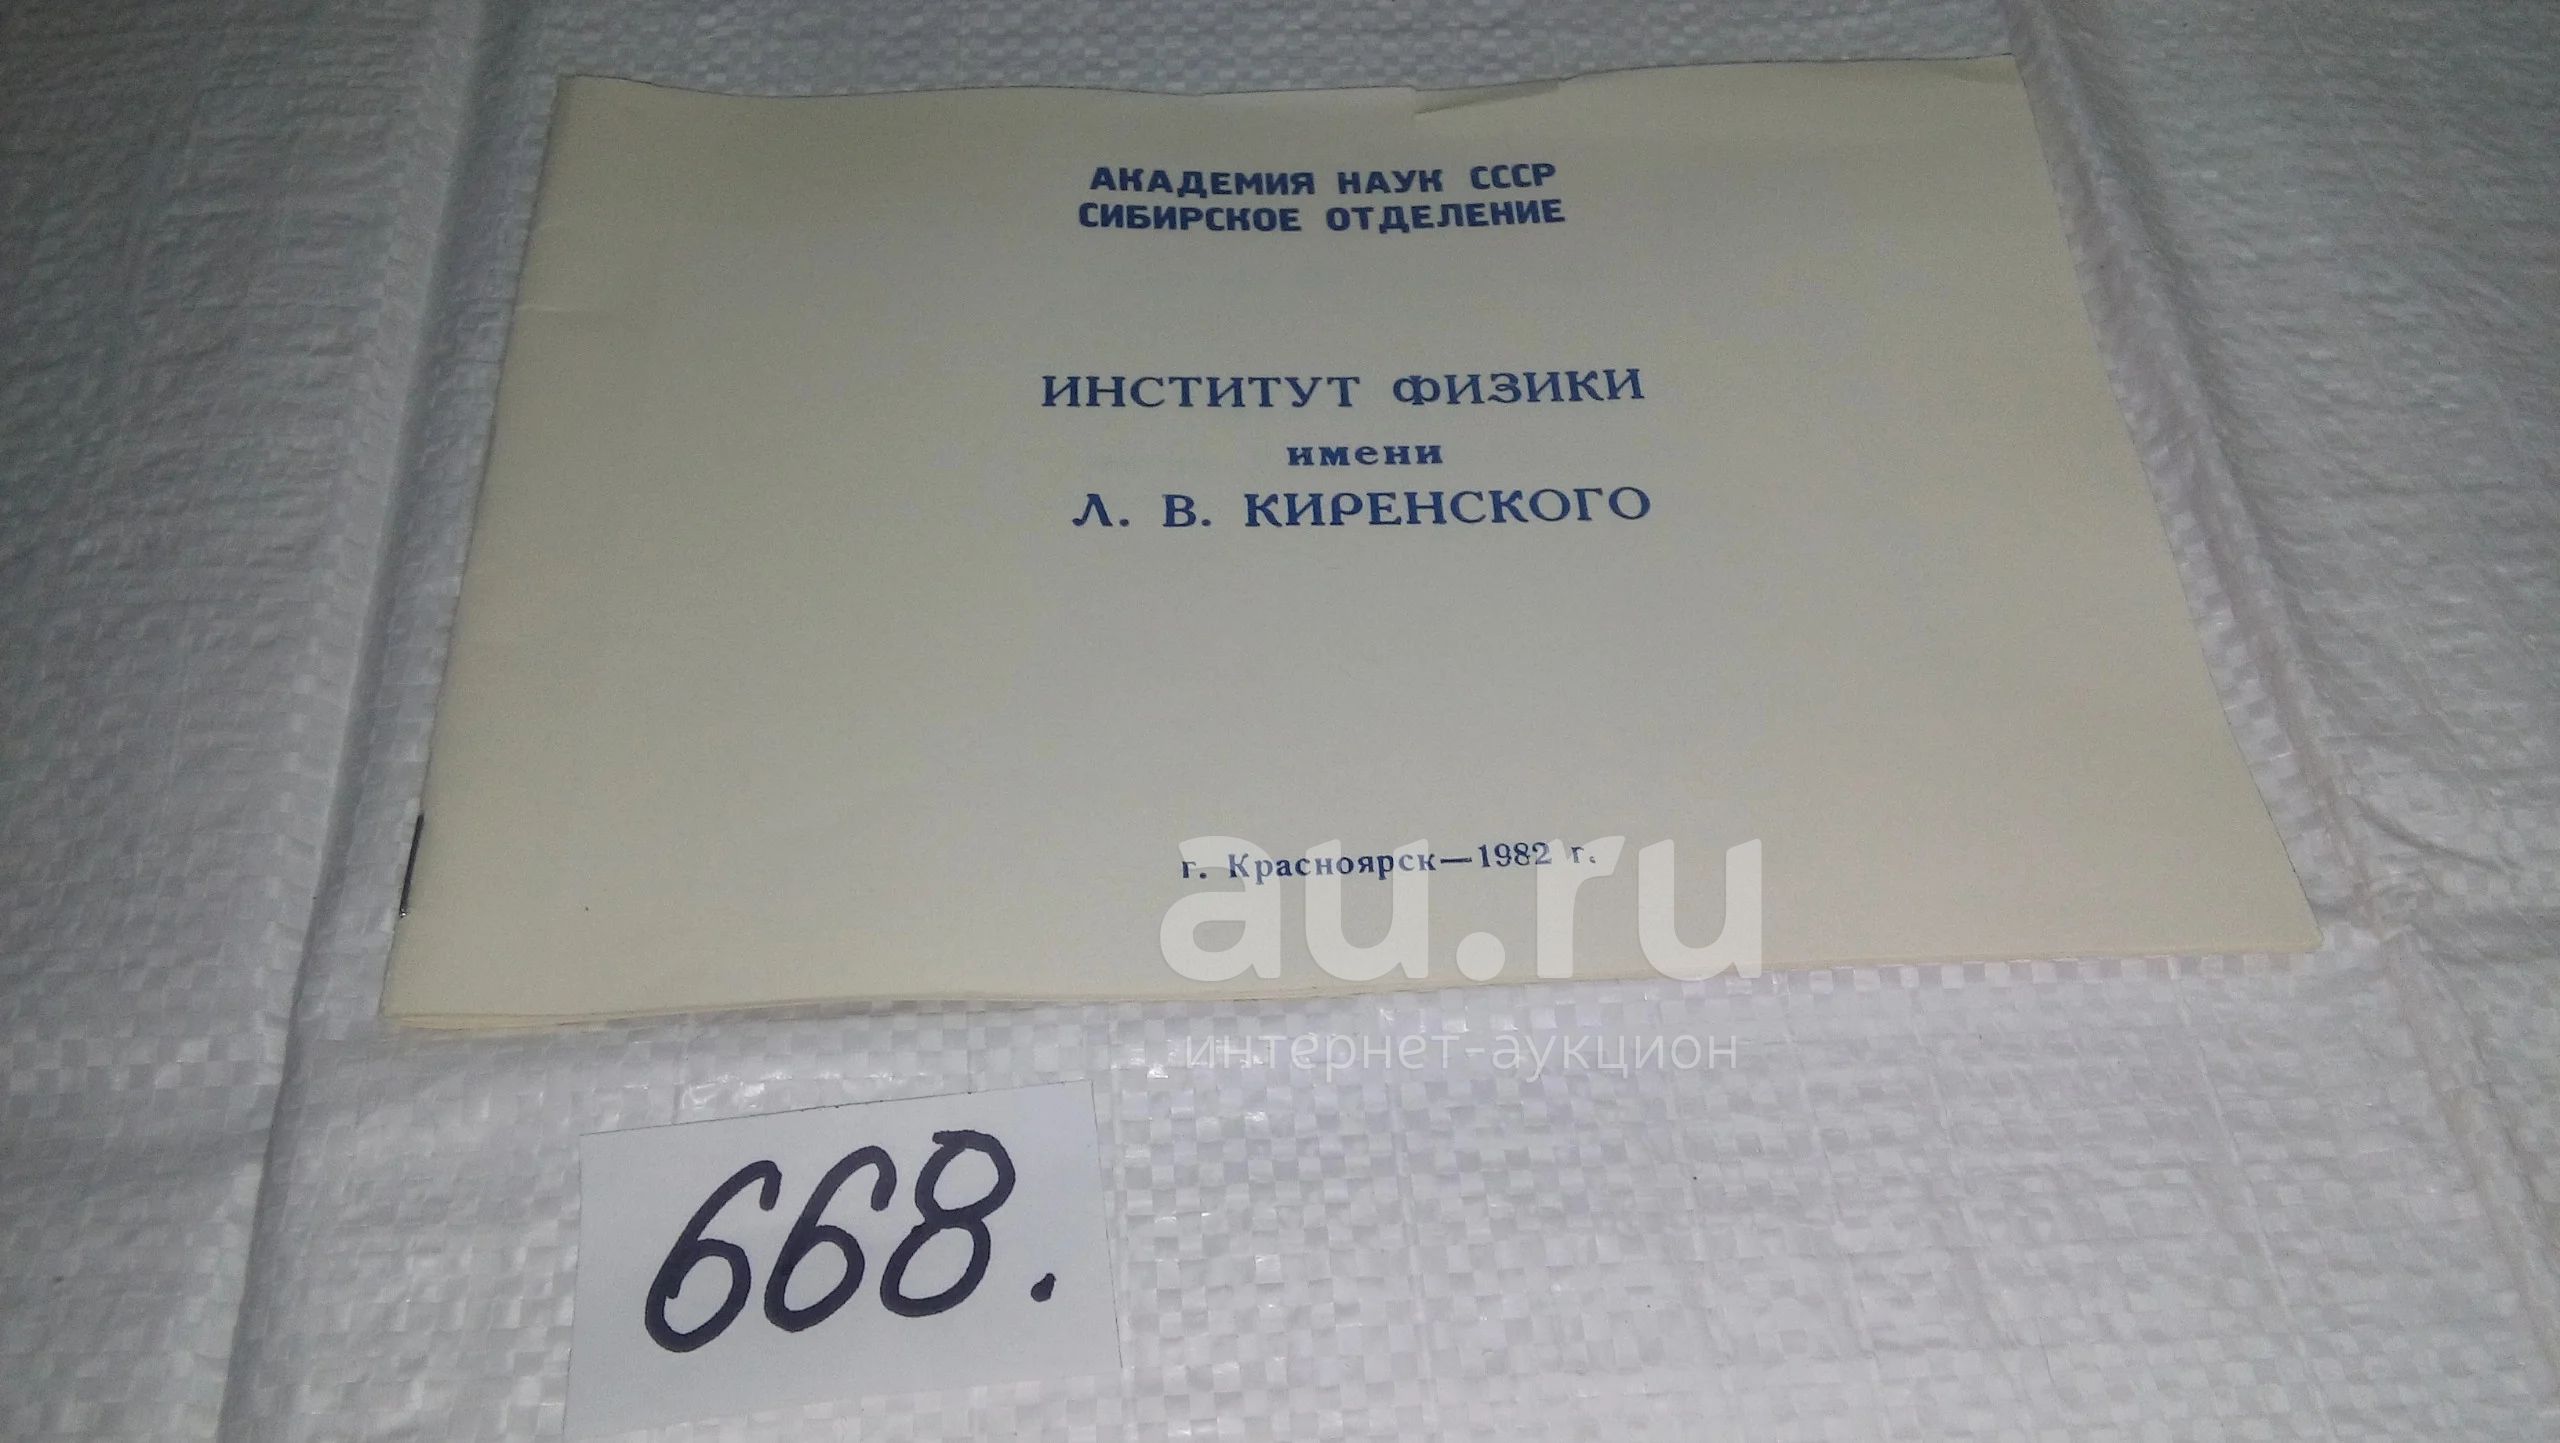 АКАДЕМИЯ НАУК СССР
СИБИРСКОЕ ОТДЕЛЕНИЕ
ИНСТИТУТ ФИЗИКИ
имени
Л. В. КИРЕНСКОГО
г. Красноярск—1982 г.
au.ru
интернет-аукцион
668.